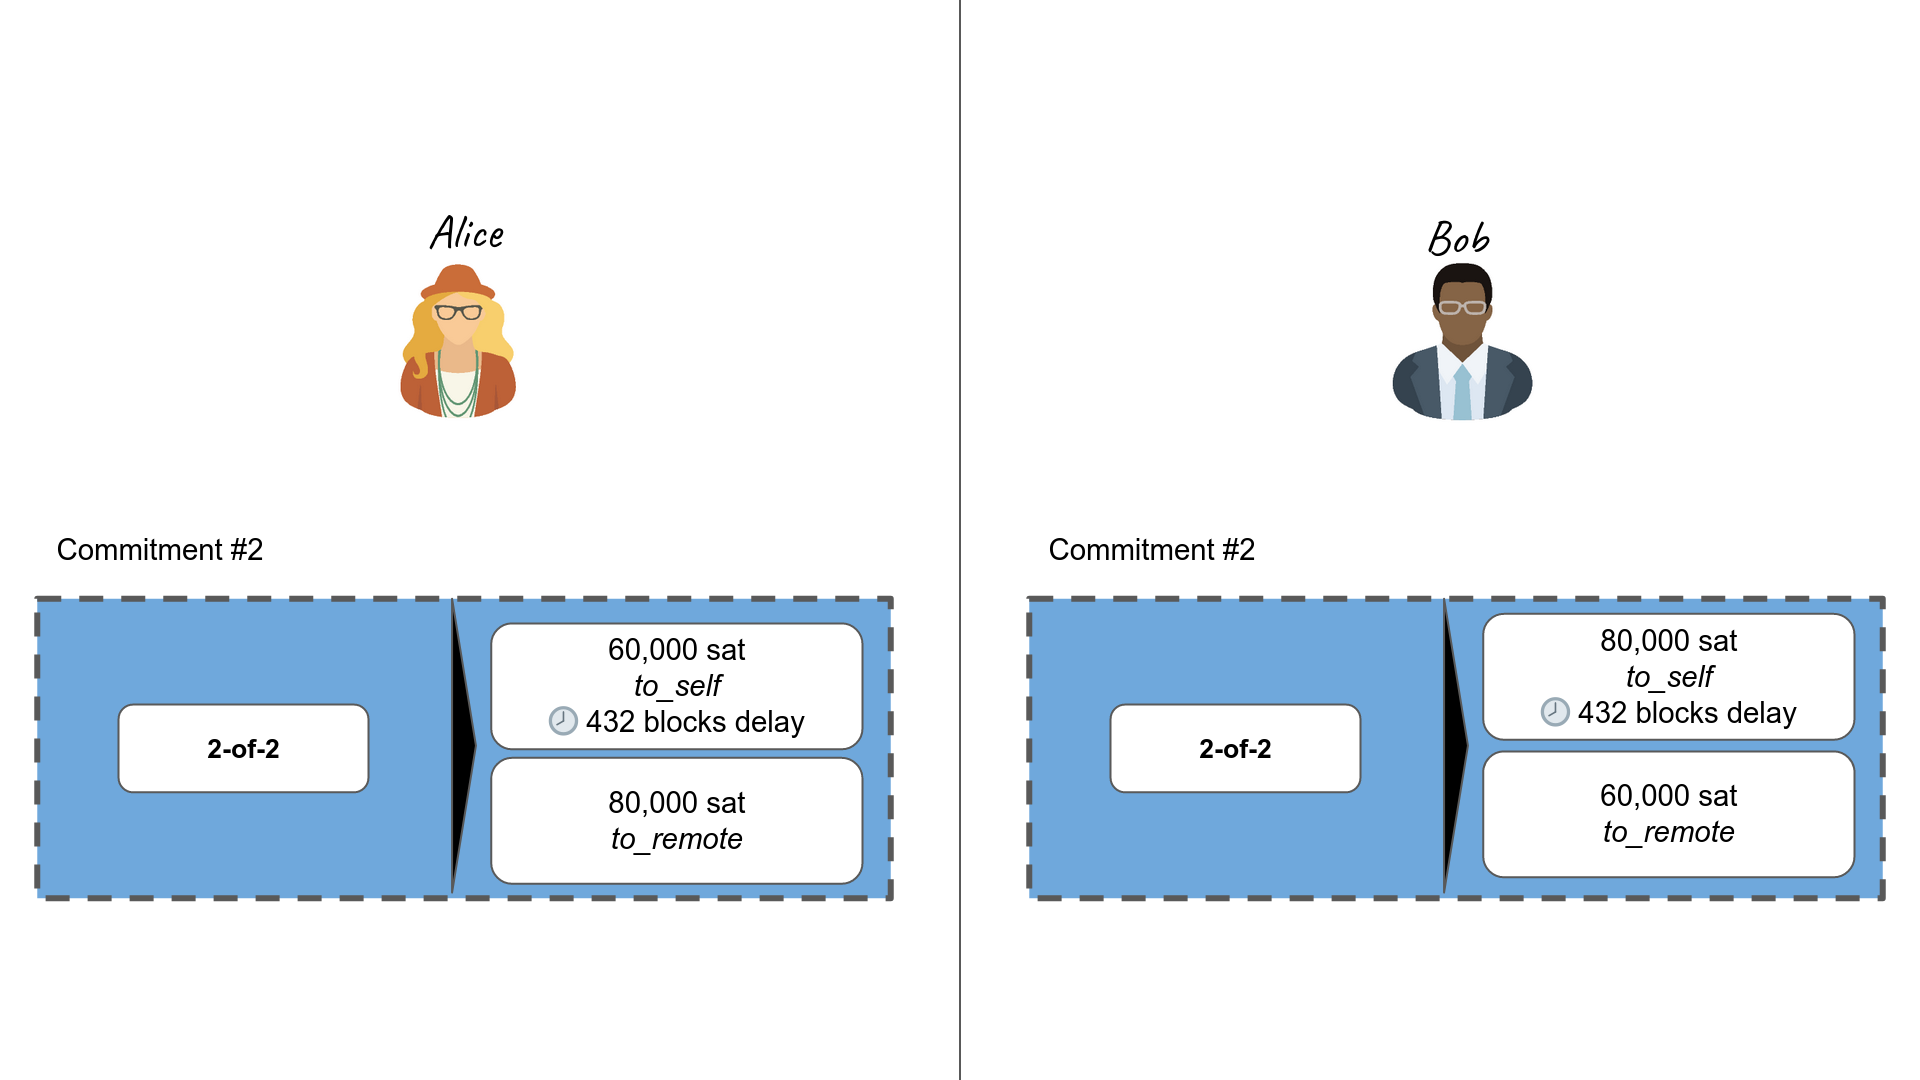 Alice
Commitment #2
2-of-2
60,000 sat
to_self
432 blocks delay
80,000 sat
to_remote
Bob
Commitment #2
2-of-2
80,000 sat
to_self
432 blocks delay
60,000 sat
to_remote